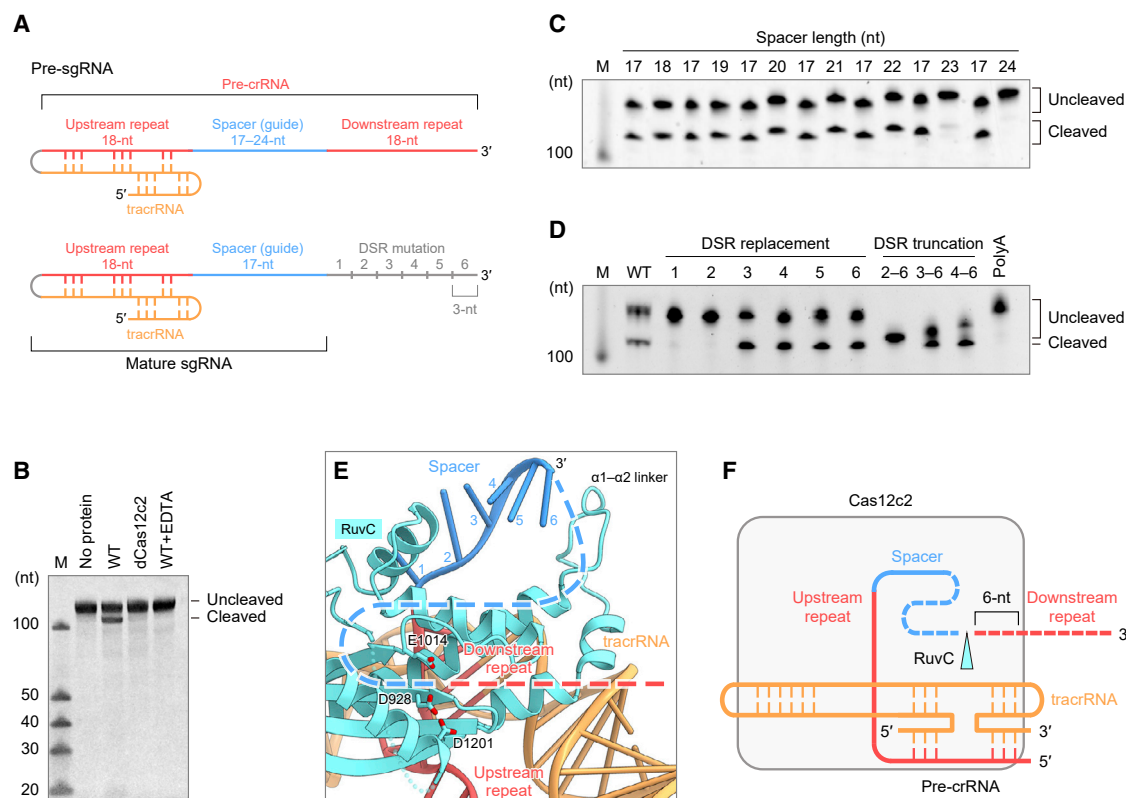 A
Pre-sgRNA
Pre-crRNA
Upstream repeat
18-nt
Spacer (guide)
17–24-nt
Downstream repeat
18-nt
3′
5′
tracrRNA
Upstream repeat
18-nt
Spacer (guide)
17-nt
DSR mutation
1 2 3 4 5 6
3′
3-nt
5′
tracrRNA
Mature sgRNA
B
No protein
WT
dCas12c2
WT+EDTA
M
(nt)
100
50
40
30
20
Uncleaved
Cleaved
C
Spacer length (nt)
(nt) M 17 18 17 19 17 20 17 21 17 22 17 23 17 24
100
Uncleaved
Cleaved
D
DSR replacement
DSR truncation
PolyA
M WT 1 2 3 4 5 6 2–6 3–6 4–6
(nt)
100
Uncleaved
Cleaved
E
Spacer
3′
α1–α2 linker
RuvC
1 2 3 4 5 6
E1014
Downstream
repeat
tracrRNA
D928
D1201
Upstream
repeat
F
Cas12c2
Spacer
Upstream
repeat
6-nt
Downstream
repeat
3
RuvC
tracrRNA
5′
3′
5′
Pre-crRNA